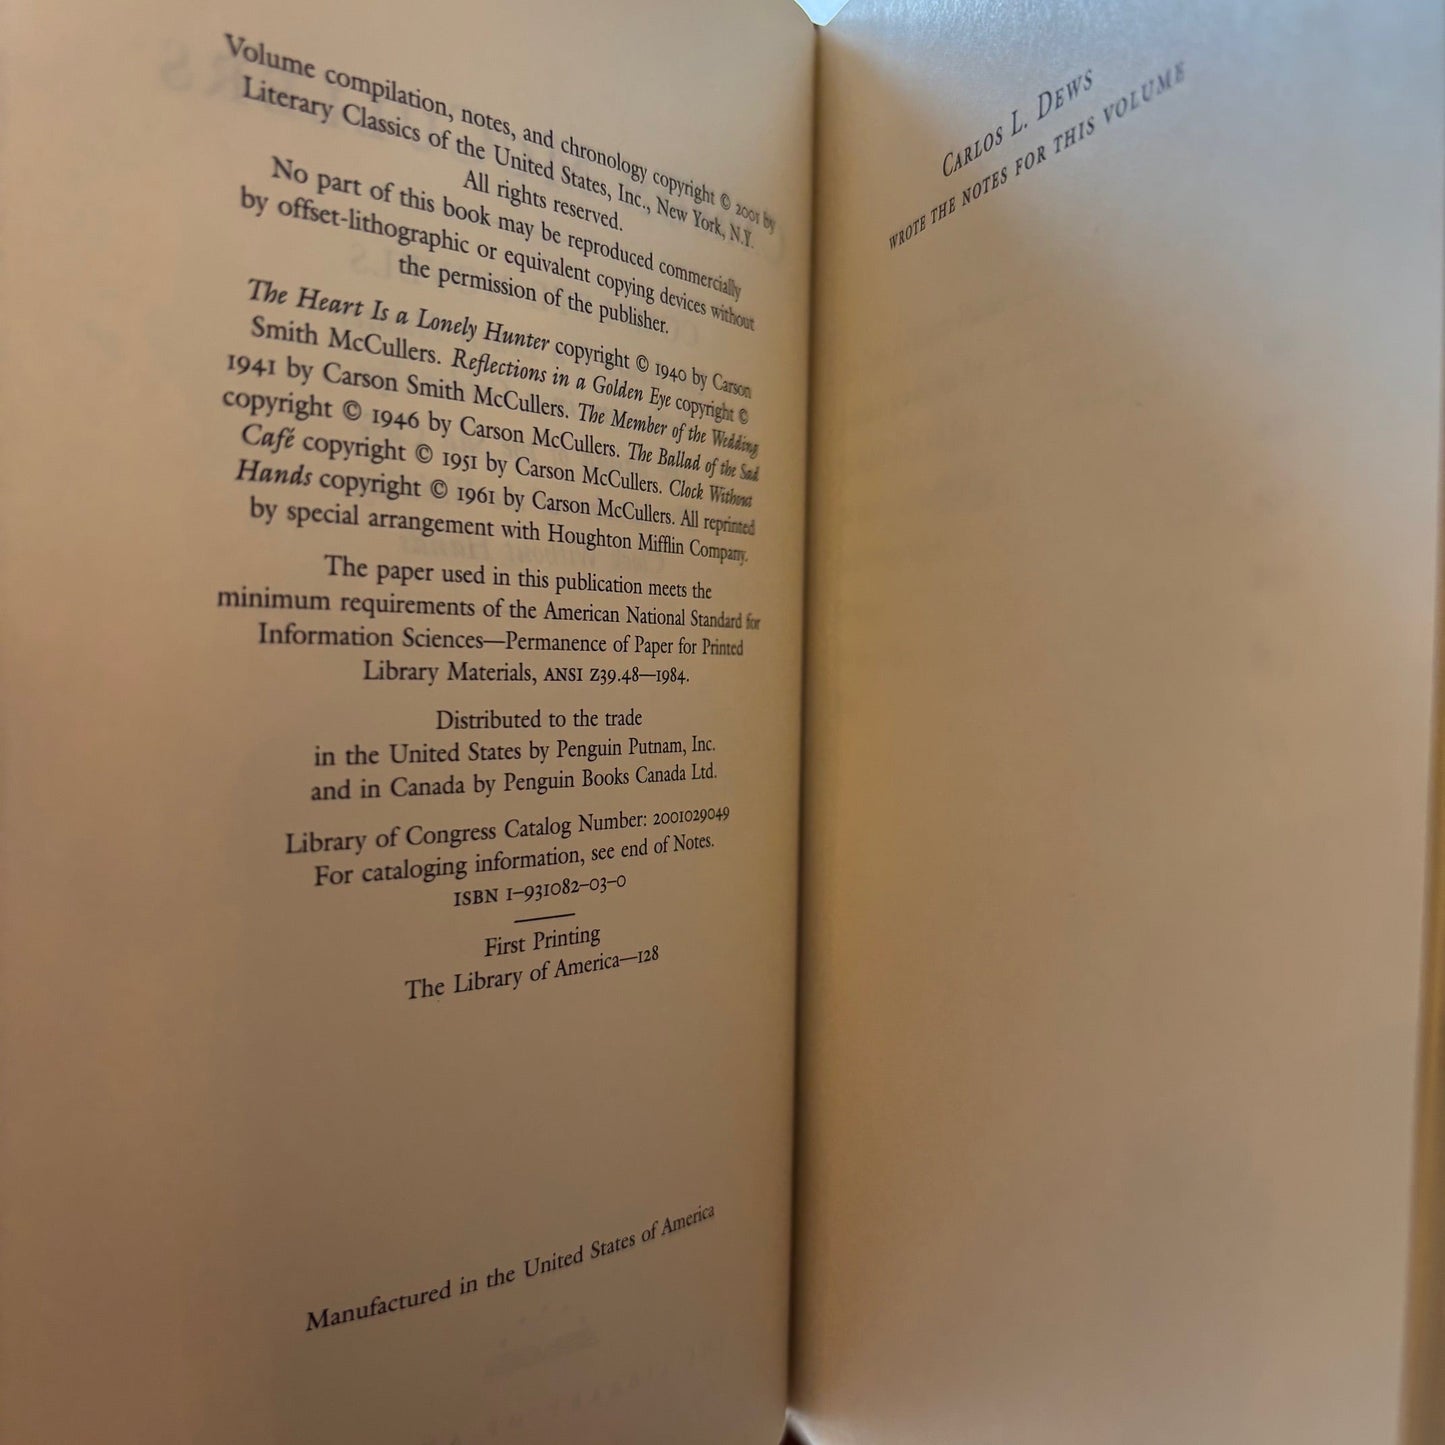 Volume compilation, notes, and chronology copyright © 2001 by
Literary Classics of the United States, Inc., New York, N.Y.
All rights reserved.
No part of this book may be reproduced commercially
by offset-lithographic or equivalent copying devices without
the permission of the publisher.
The Heart Is a Lonely Hunter copyright © 1940 by Carson
Smith McCullers. Reflections in a Golden Eye copyright ©
1941 by Carson Smith McCullers. The Member of the Wedding
copyright © 1946 by Carson McCullers. The Ballad of the Sad
Café copyright © 1951 by Carson McCullers. Clock Without
Hands copyright © 1961 by Carson McCullers. All reprinted
by special arrangement with Houghton Mifflin Company.
The paper used in this publication meets the
minimum requirements of the American National Standard for
Information Sciences—Permanence of Paper for Printed
Library Materials, ANSI Z39.48—1984.
Distributed to the trade
in the United States by Penguin Putnam, Inc.
and in Canada by Penguin Books Canada Ltd.
Library of Congress Catalog Number: 2001029049
For cataloging information, see end of Notes.
ISBN 1–931082–03–0
First Printing
The Library of America—128
Manufactured in the United States of America
CARLOS L. DEWS
WROTE THE NOTES FOR THIS VOLUME